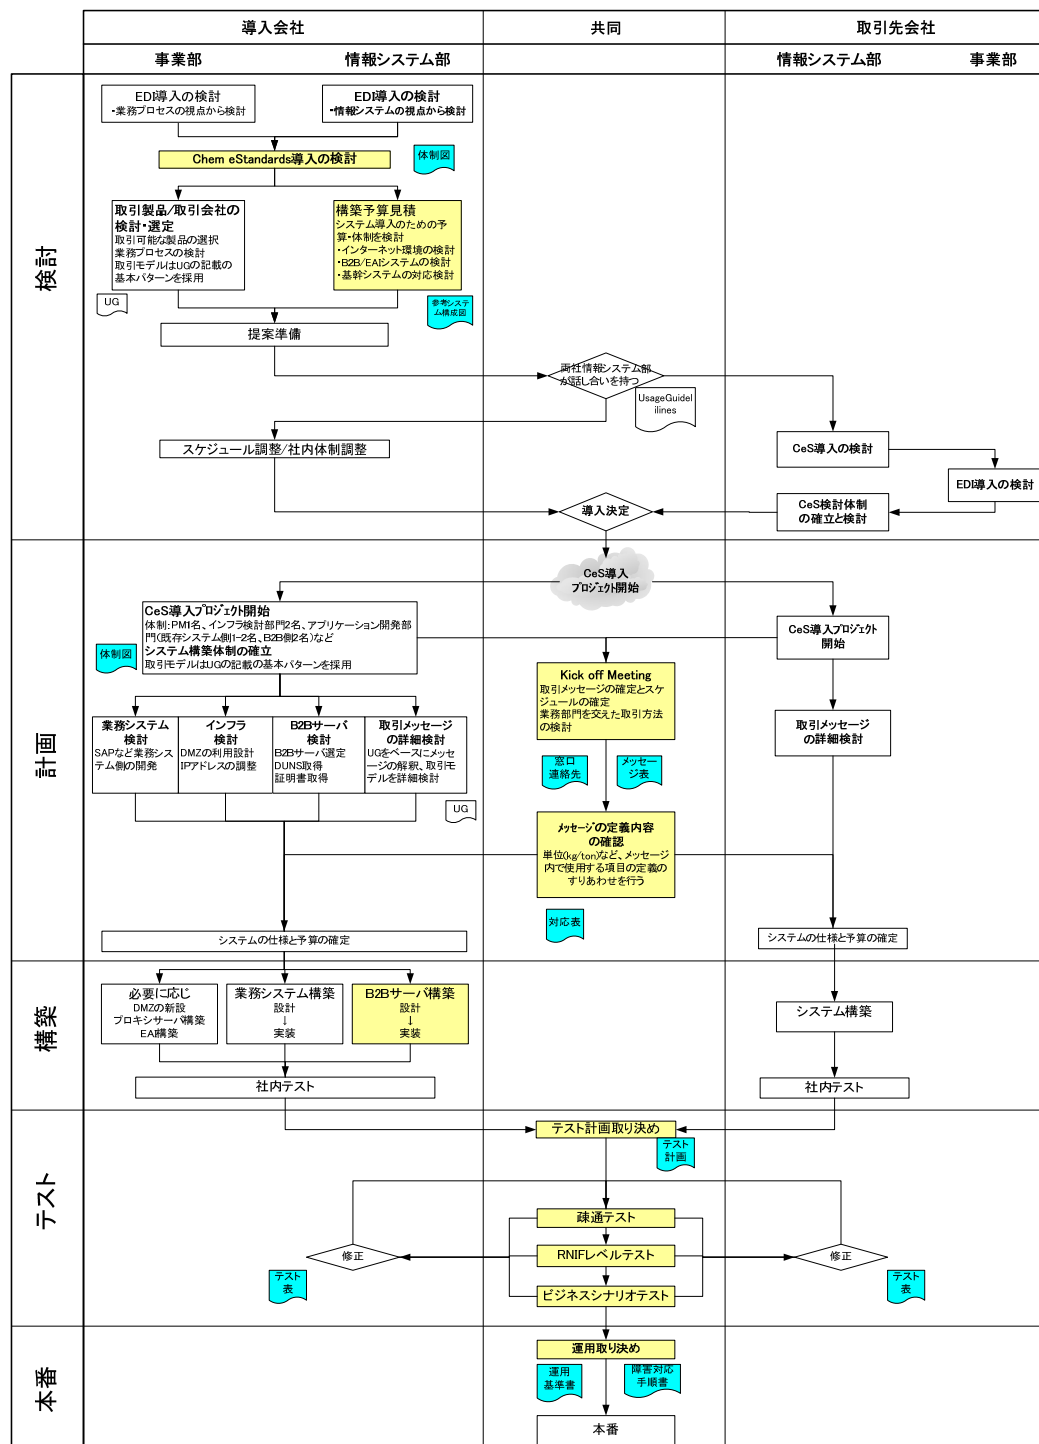 導入会社
共同
取引先会社
事業部
情報システム部
情報システム部
事業部
検討
EDI導入の検討
・業務プロセスの視点から検討
EDI導入の検討
・情報システムの視点から検討
Chem eStandards導入の検討
体制図
取引製品/取引会社の
検討・選定
取引可能な製品の選択
業務プロセスの検討
取引モデルはUGの記載の
基本パターンを採用
構築予算見積
システム導入のための予
算・体制を検討
・インターネット環境の検討
・B2B/EAIシステムの検討
・基幹システムの対応検討
UG
参考システ
ム構成図
提案準備
両社情報システム部
が話し合いを持つ
UsageGuidel
ilines
スケジュール調整/社内体制調整
CeS導入の検討
EDI導入の検討
CeS検討体制
の確立と検討
導入決定
計画
CeS導入
プロジェクト開始
CeS導入プロジェクト開始
体制:PM1名、インフラ検討部門2名、アプリケーション開発部
門(既存システム側1-2名、B2B側2名)など
システム構築体制の確立
取引モデルはUGの記載の基本パターンを採用
体制図
CeS導入プロジェクト
開始
Kick off Meeting
取引メッセージの確定とスケ
ジュールの確定
業務部門を交えた取引方法
の検討
業務システム
検討
SAPなど業務シス
テム側の開発
インフラ
検討
DMZの利用設計
IPアドレスの調整
B2Bサーバ
検討
B2Bサーバ選定
DUNS取得
証明書取得
取引メッセージ
の詳細検討
UGをベースにメッセー
ジの解釈、取引モ
デルを詳細検討
取引メッセージ
の詳細検討
窓口
連絡先
メッセー
ジ表
UG
メッセージの定義内容
の確認
単位(kg/ton)など、メッセージ
内で使用する項目の定義の
すりあわせを行う
対応表
システムの仕様と予算の確定
システムの仕様と予算の確定
構築
必要に応じ
DMZの新設
プロキシサーバ構築
EAI構築
業務システム構築
設計
↓
実装
B2Bサーバ構築
設計
↓
実装
システム構築
社内テスト
社内テスト
テスト
テスト計画取り決め
テスト
計画
疎通テスト
RNIFレベルテスト
ビジネスシナリオテスト
修正
修正
テスト
表
テスト
表
本番
運用取り決め
運用
基準書
障害対応
手順書
本番